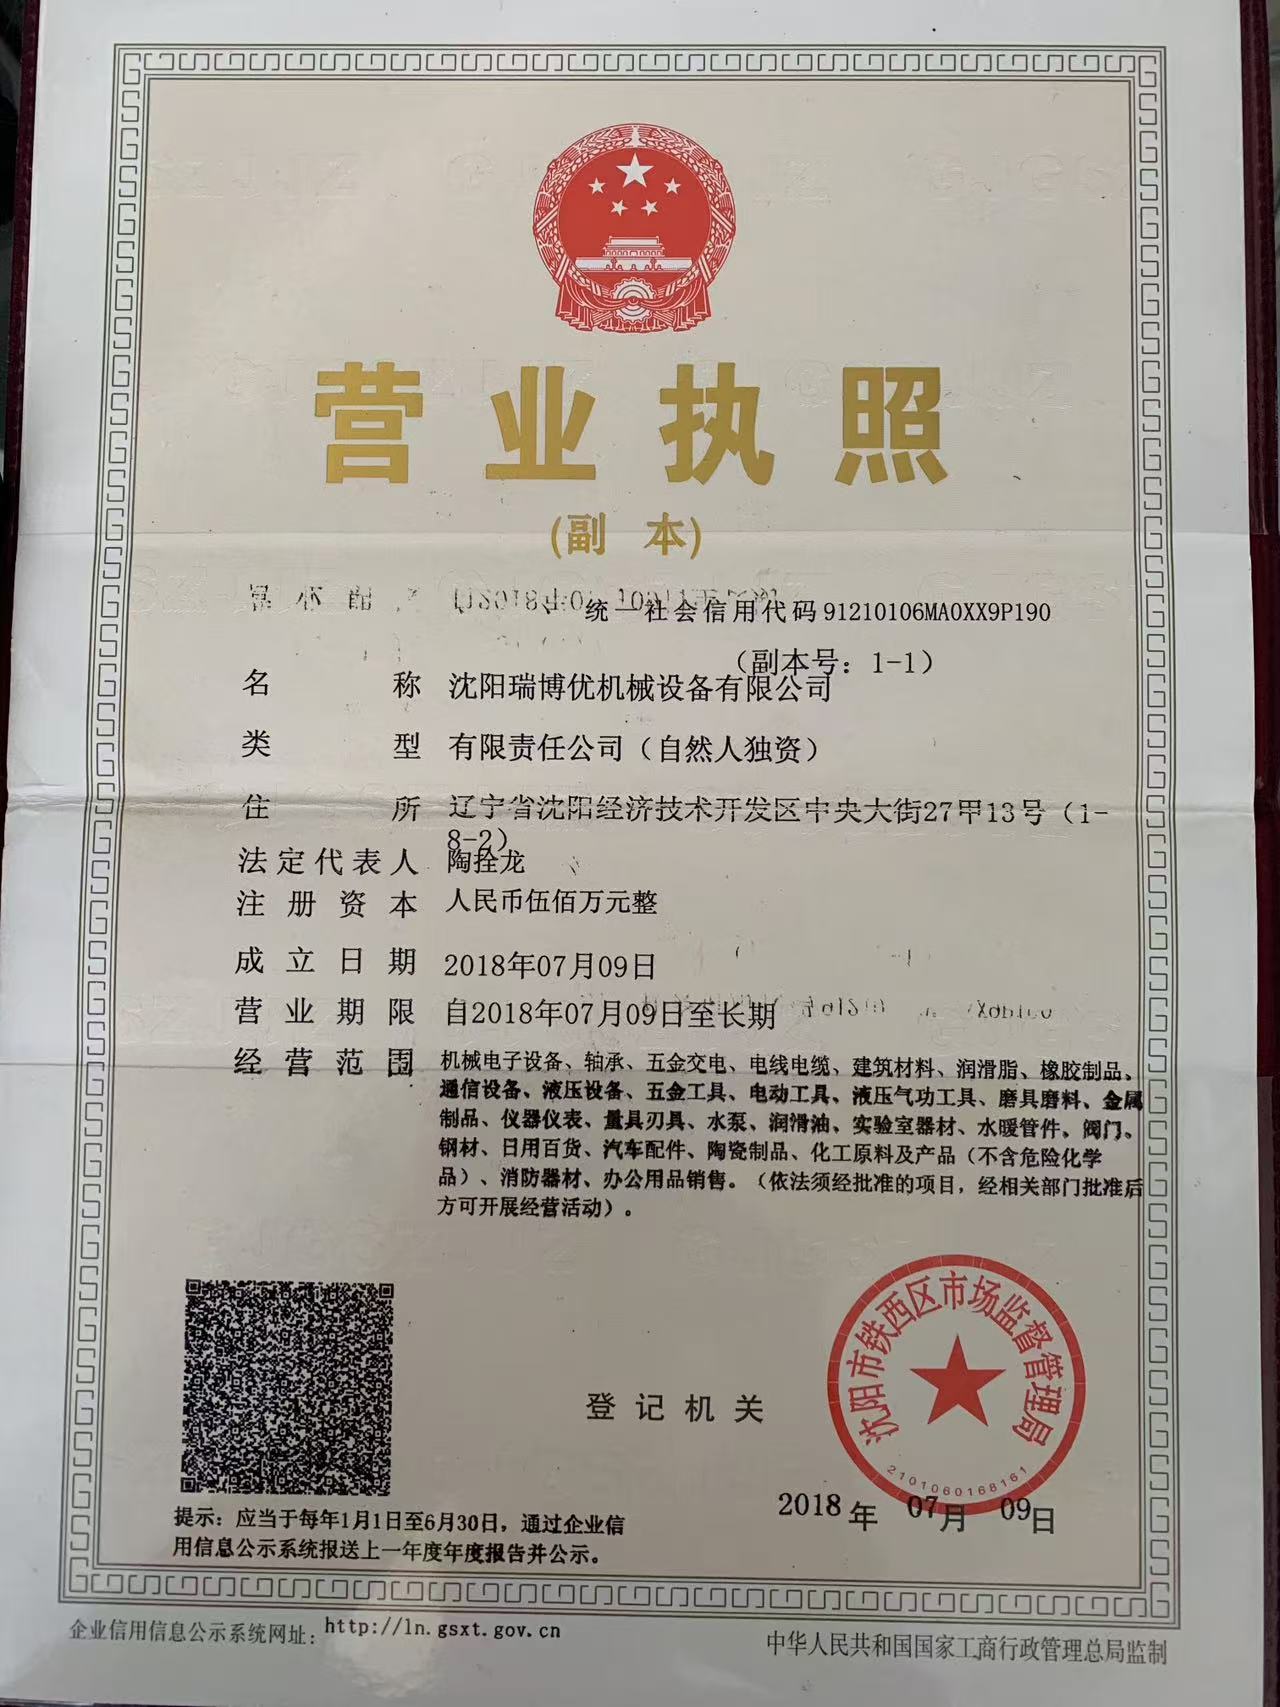 营业执照
(副 本)
统一社会信用代码91210106MA0XX9P190
（副本号：1-1）
名 称 沈阳瑞博优机械设备有限公司
类 型 有限责任公司（自然人独资）
住 所 辽宁省沈阳经济技术开发区中央大街27甲13号（1-
8-2）
法定代表人 陶拴龙
注册资本 人民币伍佰万元整
成立日期 2018年07月09日
营业期限 自2018年07月09日至长期
经营范围 机械电子设备、轴承、五金交电、电线电缆、建筑材料、润滑脂、橡胶制品、
通信设备、液压设备、五金工具、电动工具、液压气功工具、磨具磨料、金属
制品、仪器仪表、量具刃具、水泵、润滑油、实验室器材、水暖管件、阀门、
钢材、日用百货、汽车配件、陶瓷制品、化工原料及产品（不含危险化学
品）、消防器材、办公用品销售。（依法须经批准的项目，经相关部门批准后
方可开展经营活动）。
登记机关
沈阳市铁西区市场监督管理局
2101060168161
2018年 07月 09日
提示：应当于每年1月1日至6月30日，通过企业信
用信息公示系统报送上一年度年度报告并公示。
企业信用信息公示系统网址：http://ln.gsxt.gov.cn
中华人民共和国国家工商行政管理总局监制